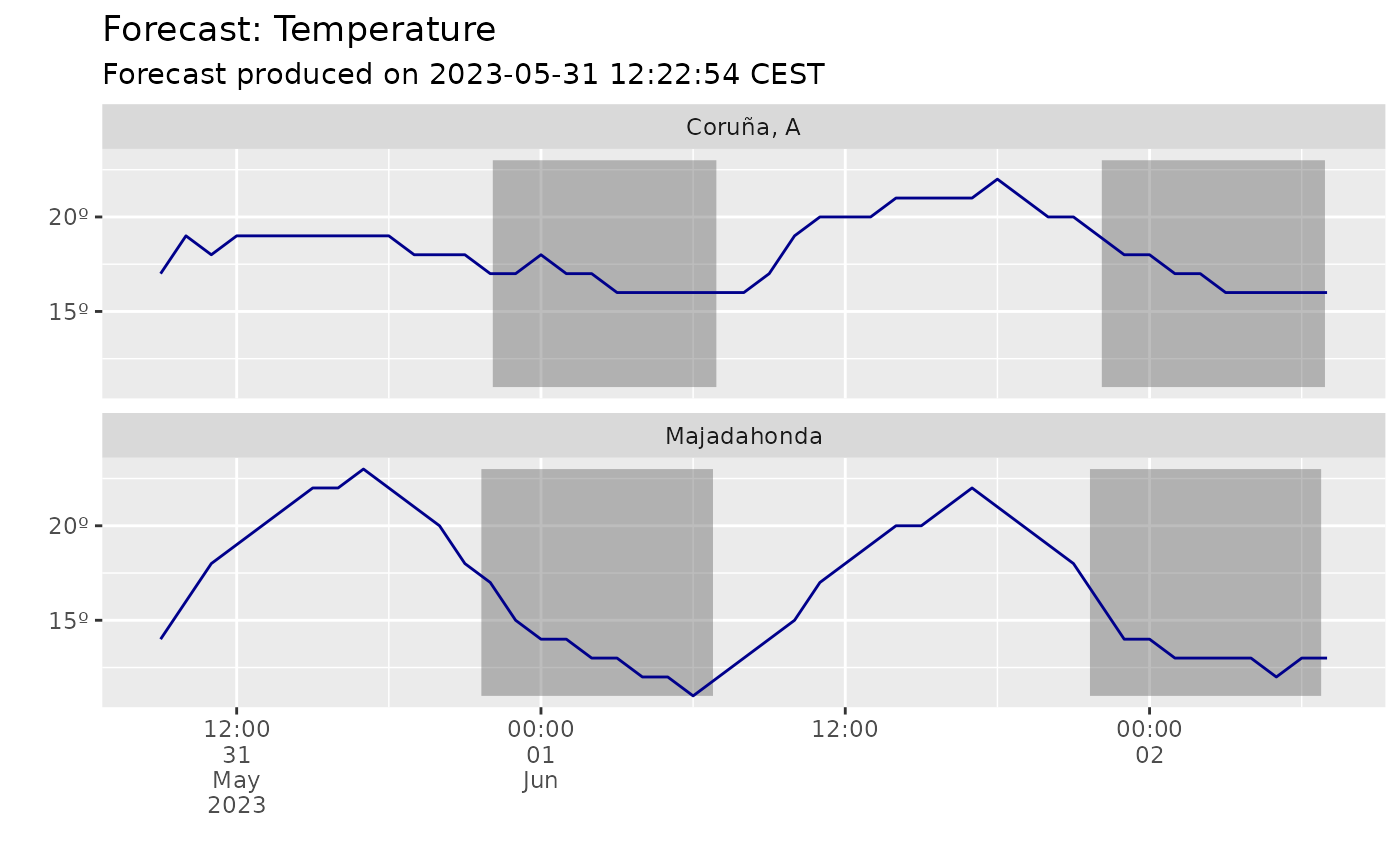 Forecast: Temperature
Forecast produced on 2023-05-31 12:22:54 CEST
Coruña, A
20º
15º
Majadahonda
20º
15º
12:00 00:00 12:00 00:00
31 01 02
May Jun
2023